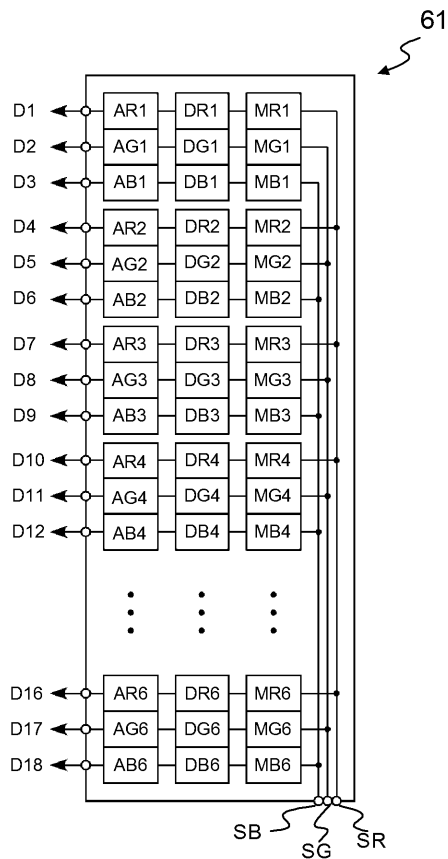 61
D1 AR1 DR1 MR1
D2 AG1 DG1 MG1
D3 AB1 DB1 MB1
D4 AR2 DR2 MR2
D5 AG2 DG2 MG2
D6 AB2 DB2 MB2
D7 AR3 DR3 MR3
D8 AG3 DG3 MG3
D9 AB3 DB3 MB3
D10 AR4 DR4 MR4
D11 AG4 DG4 MG4
D12 AB4 DB4 MB4
D16 AR6 DR6 MR6
D17 AG6 DG6 MG6
D18 AB6 DB6 MB6
SB SG SR